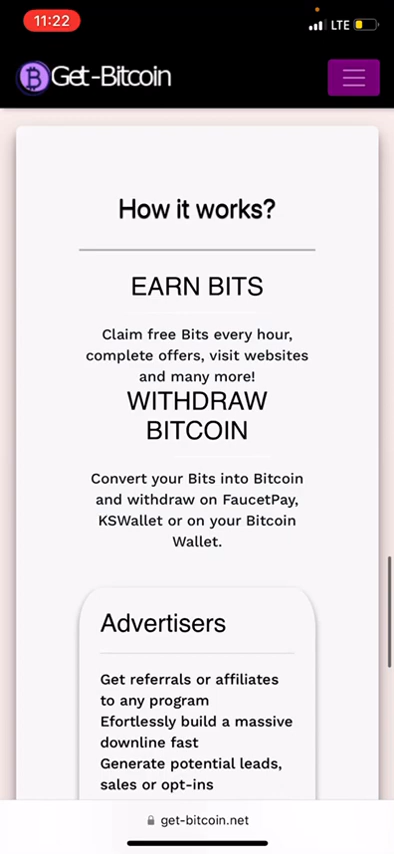 11:22
LTE
Get-Bitcoin
How it works?
EARN BITS
Claim free Bits every hour,
complete offers, visit websites
and many more!
WITHDRAW
BITCOIN
Convert your Bits into Bitcoin
and withdraw on FaucetPay,
KSWallet or on your Bitcoin
Wallet.
Advertisers
Get referrals or affiliates
to any program
Efortlessly build a massive
downline fast
Generate potential leads,
sales or opt-ins
get-bitcoin.net